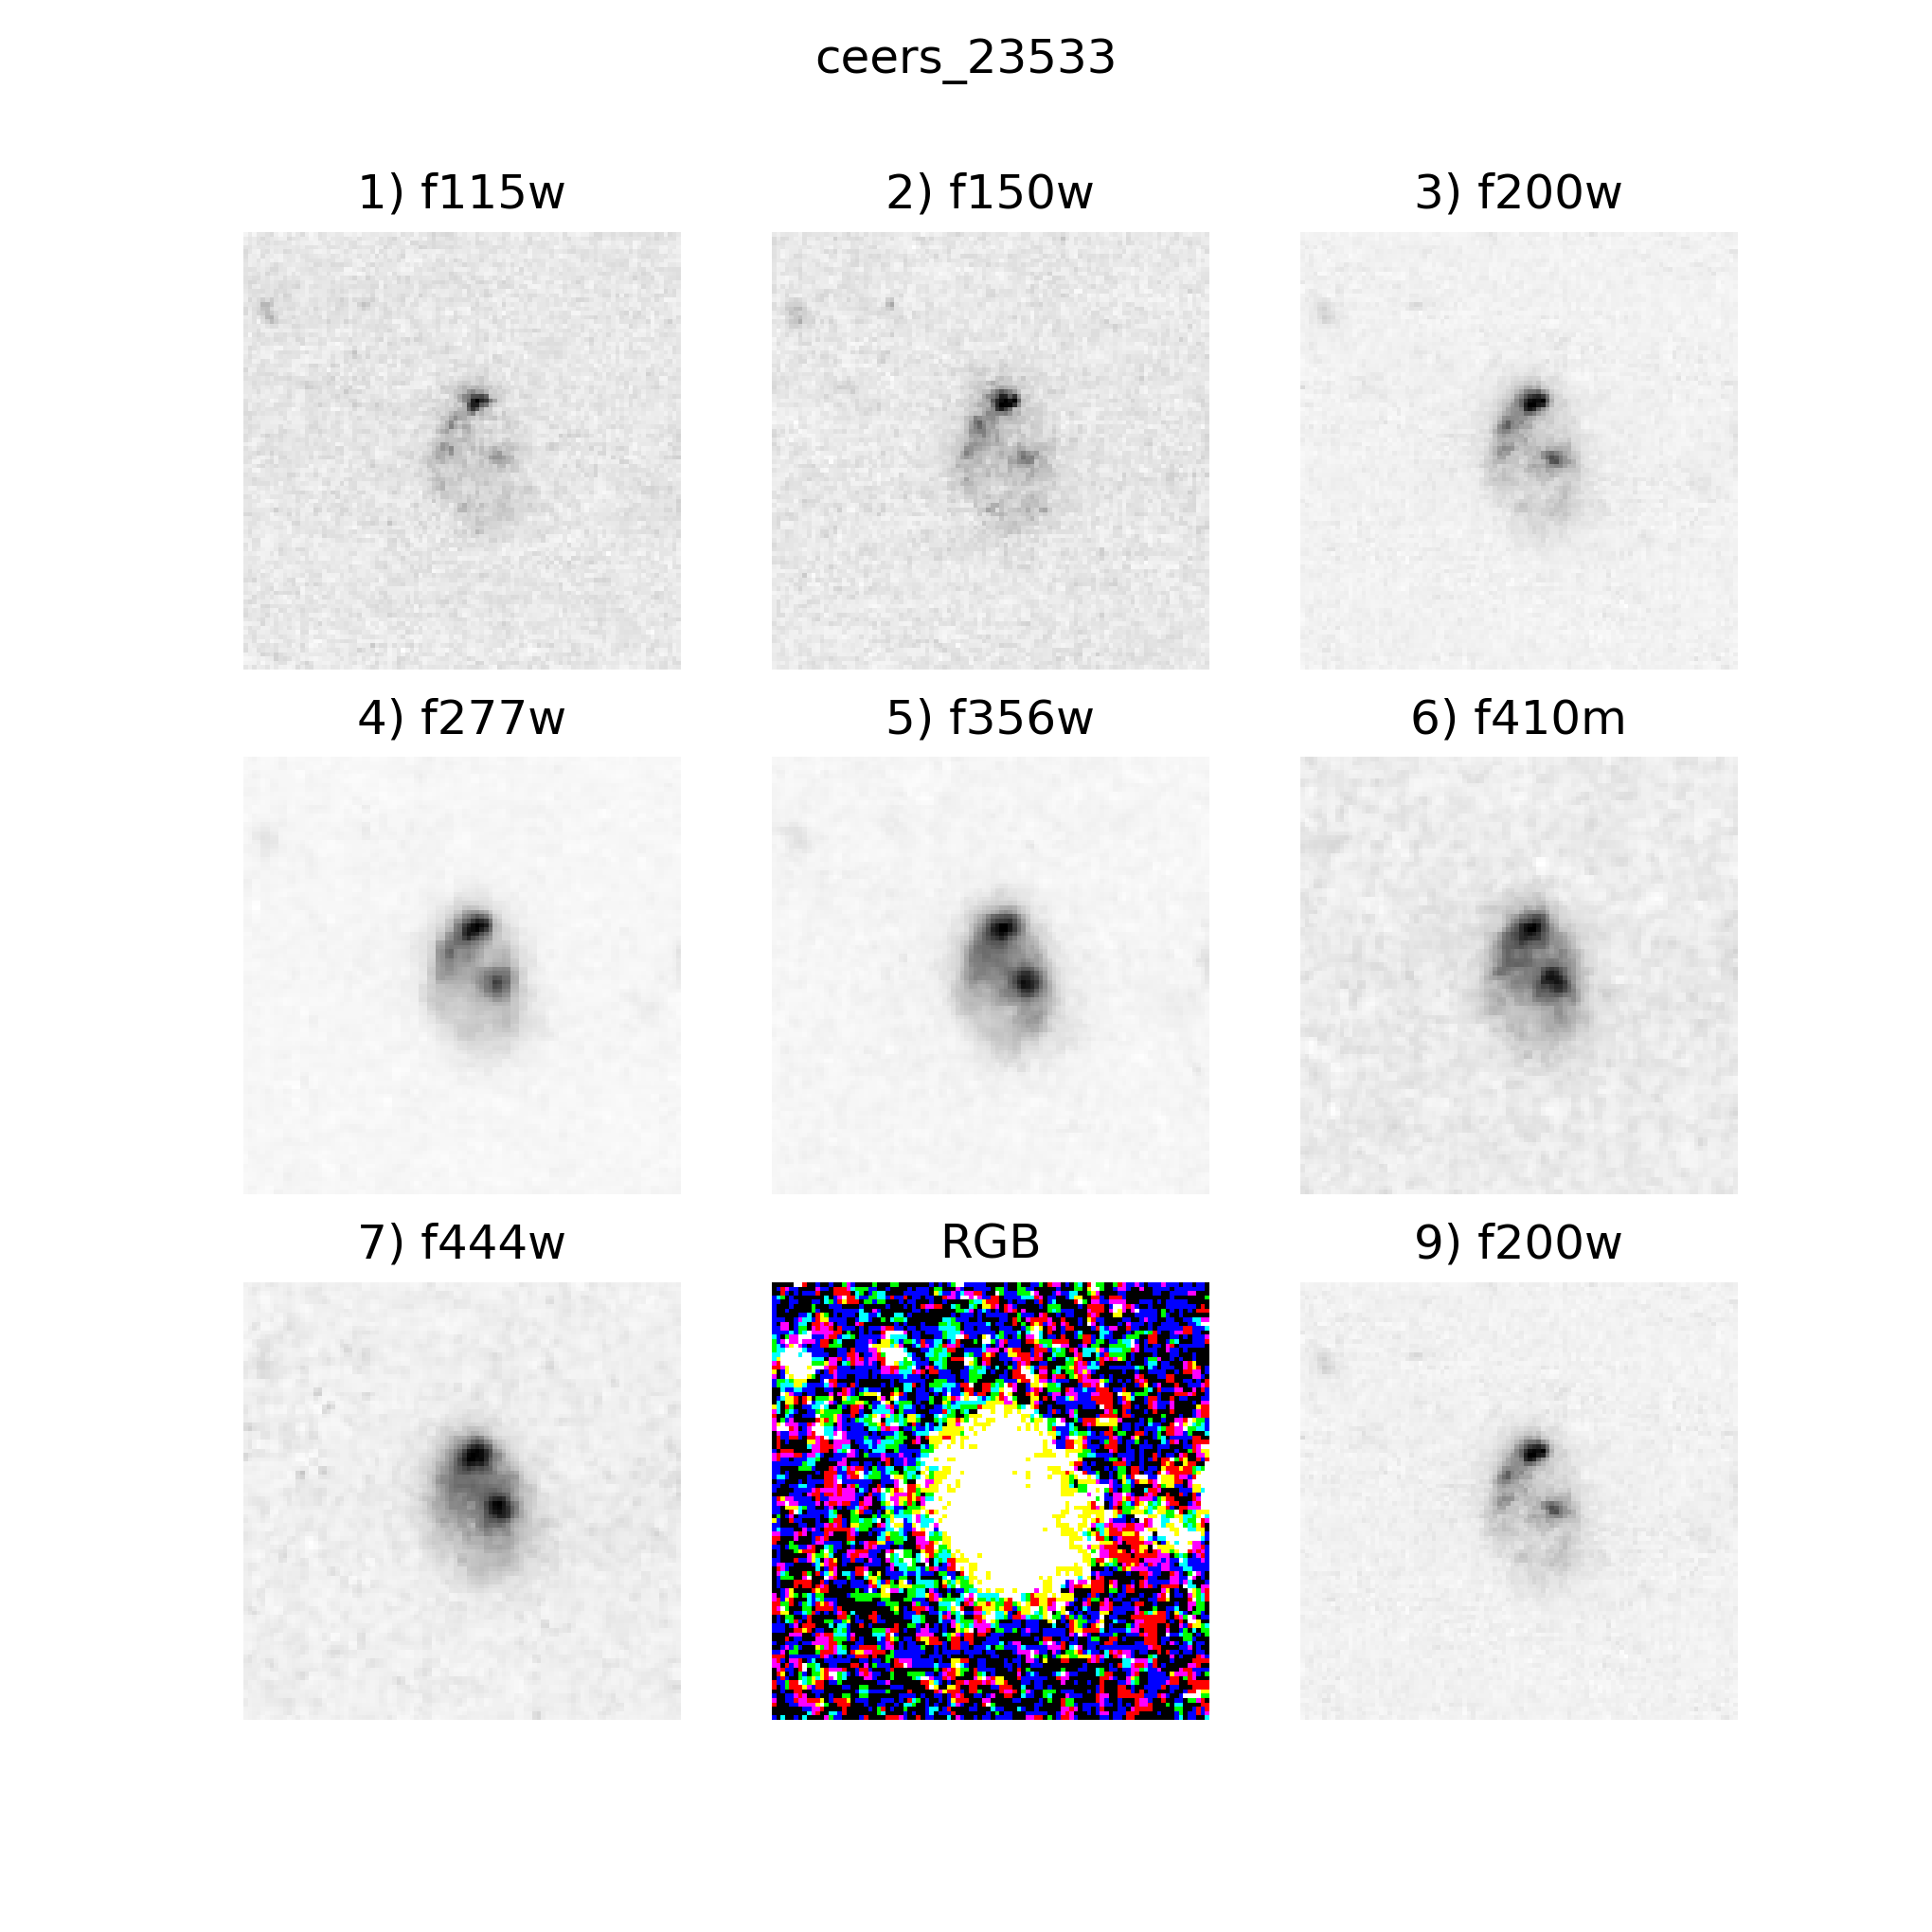 ceers_23533
1) f115w
2) f150w
3) f200w
4) f277w
5) f356w
6) f410m
7) f444w
RGB
9) f200w